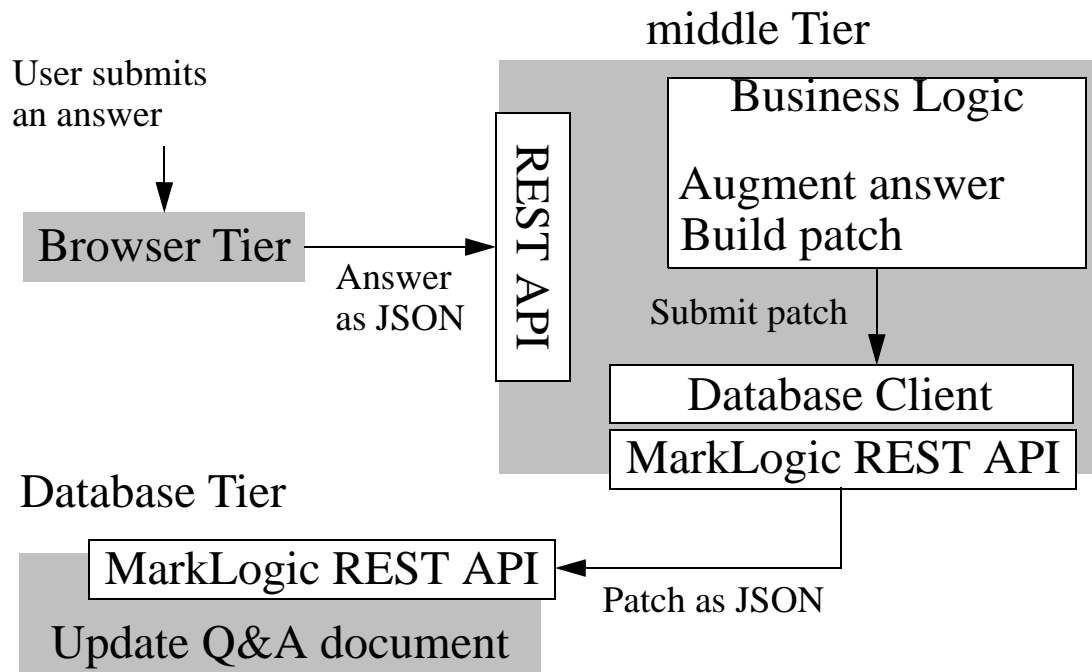 middle Tier
User submits
an answer
Business Logic
REST API
Augment answer
Build patch
Browser Tier
Answer
as JSON
Submit patch
Database Client
MarkLogic REST API
Database Tier
MarkLogic REST API
Patch as JSON
Update Q&A document